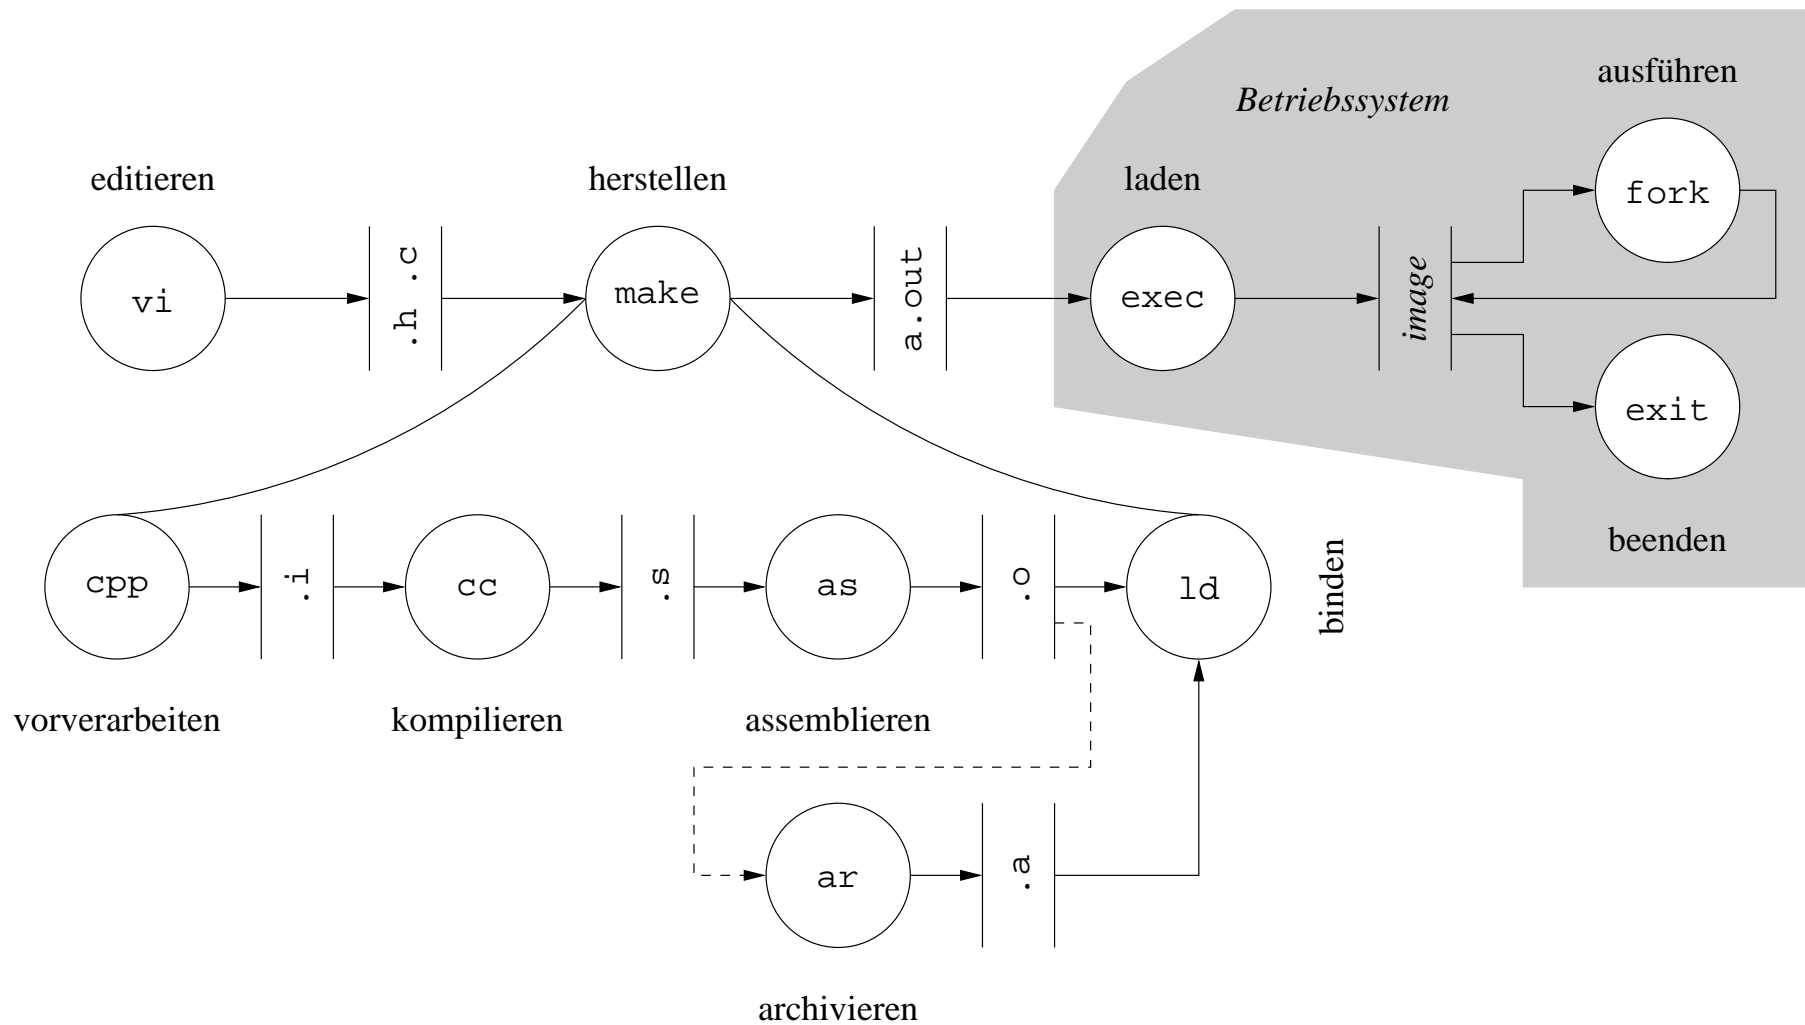 ausführen
Betriebssystem
editieren
herstellen
laden
fork
vi
.h .c
make
a.out
exec
image
exit
beenden
cpp
.i
cc
.s
as
.o
ld
binden
vorverarbeiten
kompilieren
assemblieren
ar
.a
archivieren